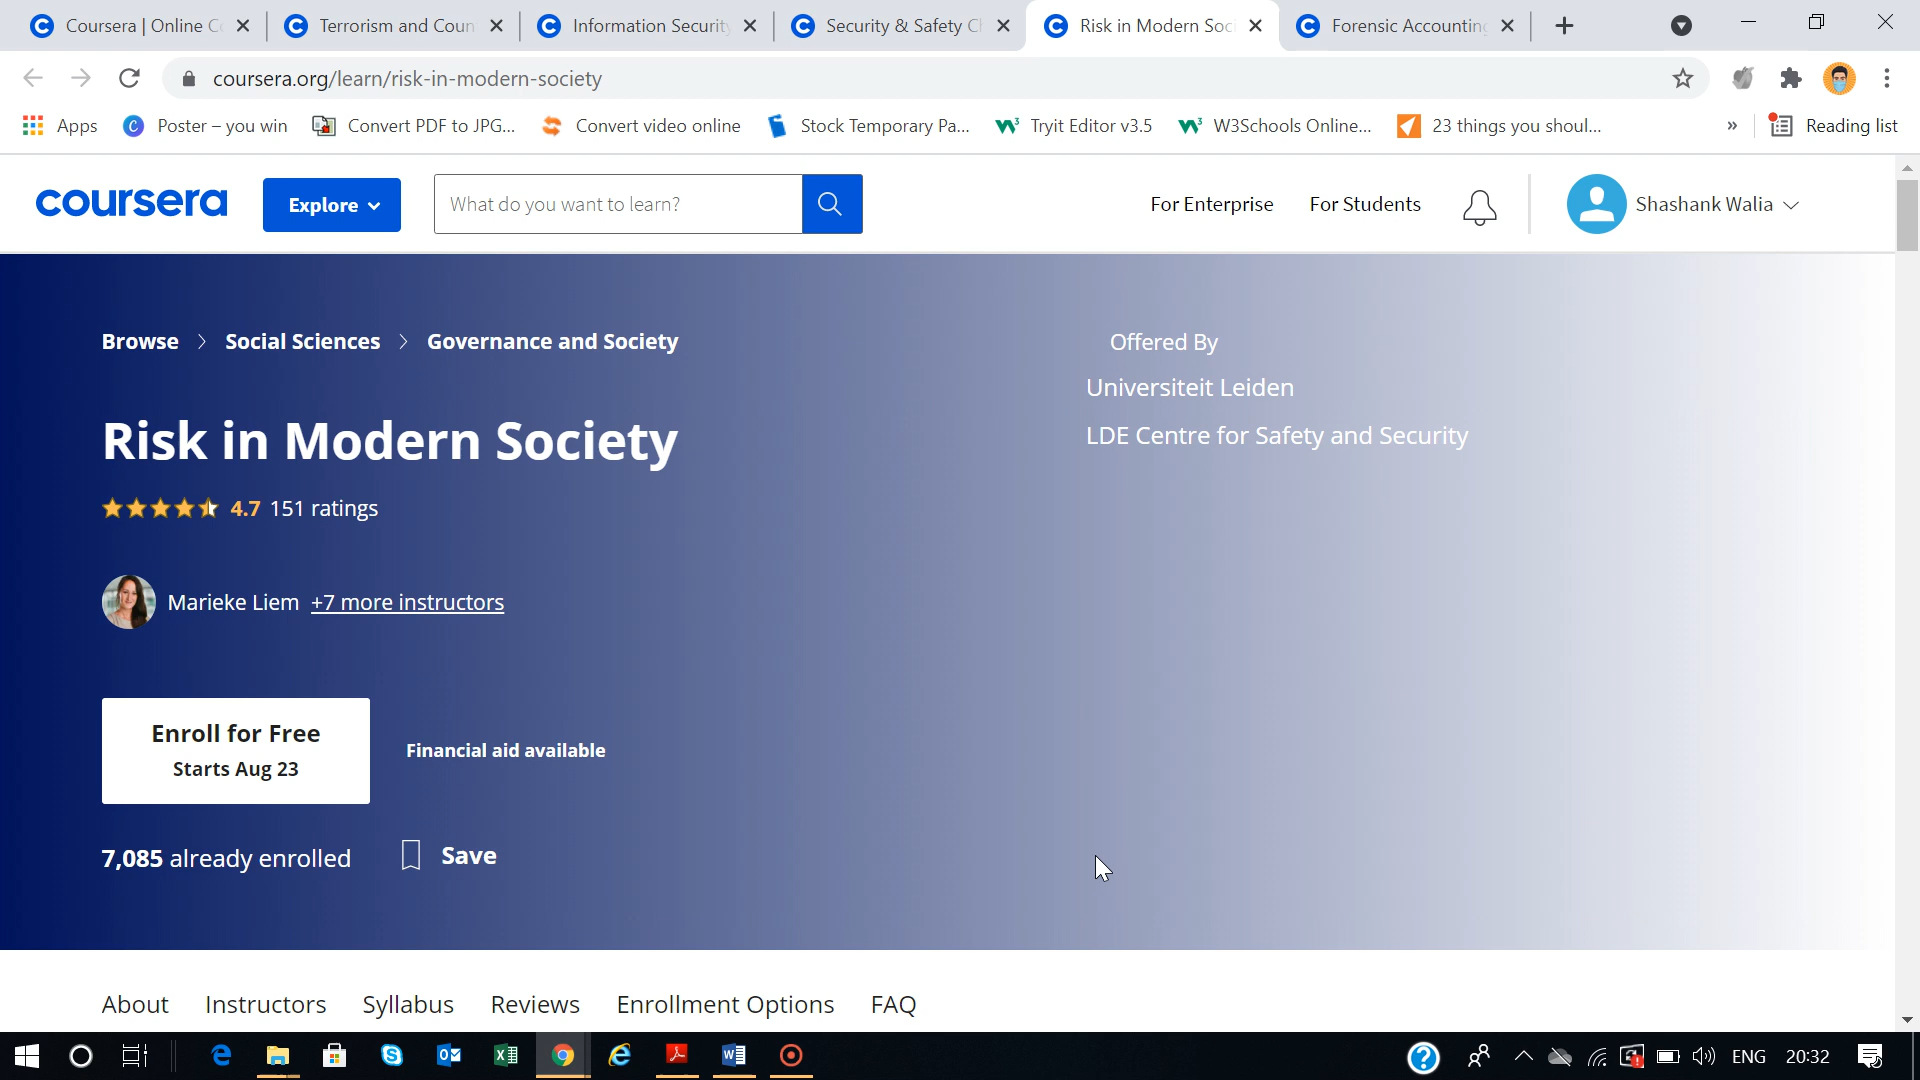 Coursera | Online C
Terrorism and Coun
Information Security
Security & Safety C
Risk in Modern Soci
Forensic Accounting
coursera.org/learn/risk-in-modern-society
Apps
Poster – you win
Convert PDF to JPG...
Convert video online
Stock Temporary Pa...
Tryit Editor v3.5
W3Schools Online...
23 things you shoul...
»
Reading list
coursera
Explore
What do you want to learn?
For Enterprise
For Students
Shashank Walia
Browse > Social Sciences > Governance and Society
Offered By
Universiteit Leiden
LDE Centre for Safety and Security
Risk in Modern Society
4.7 151 ratings
Marieke Liem +7 more instructors
Enroll for Free
Starts Aug 23
Financial aid available
7,085 already enrolled
Save
About
Instructors
Syllabus
Reviews
Enrollment Options
FAQ
ENG
20:32